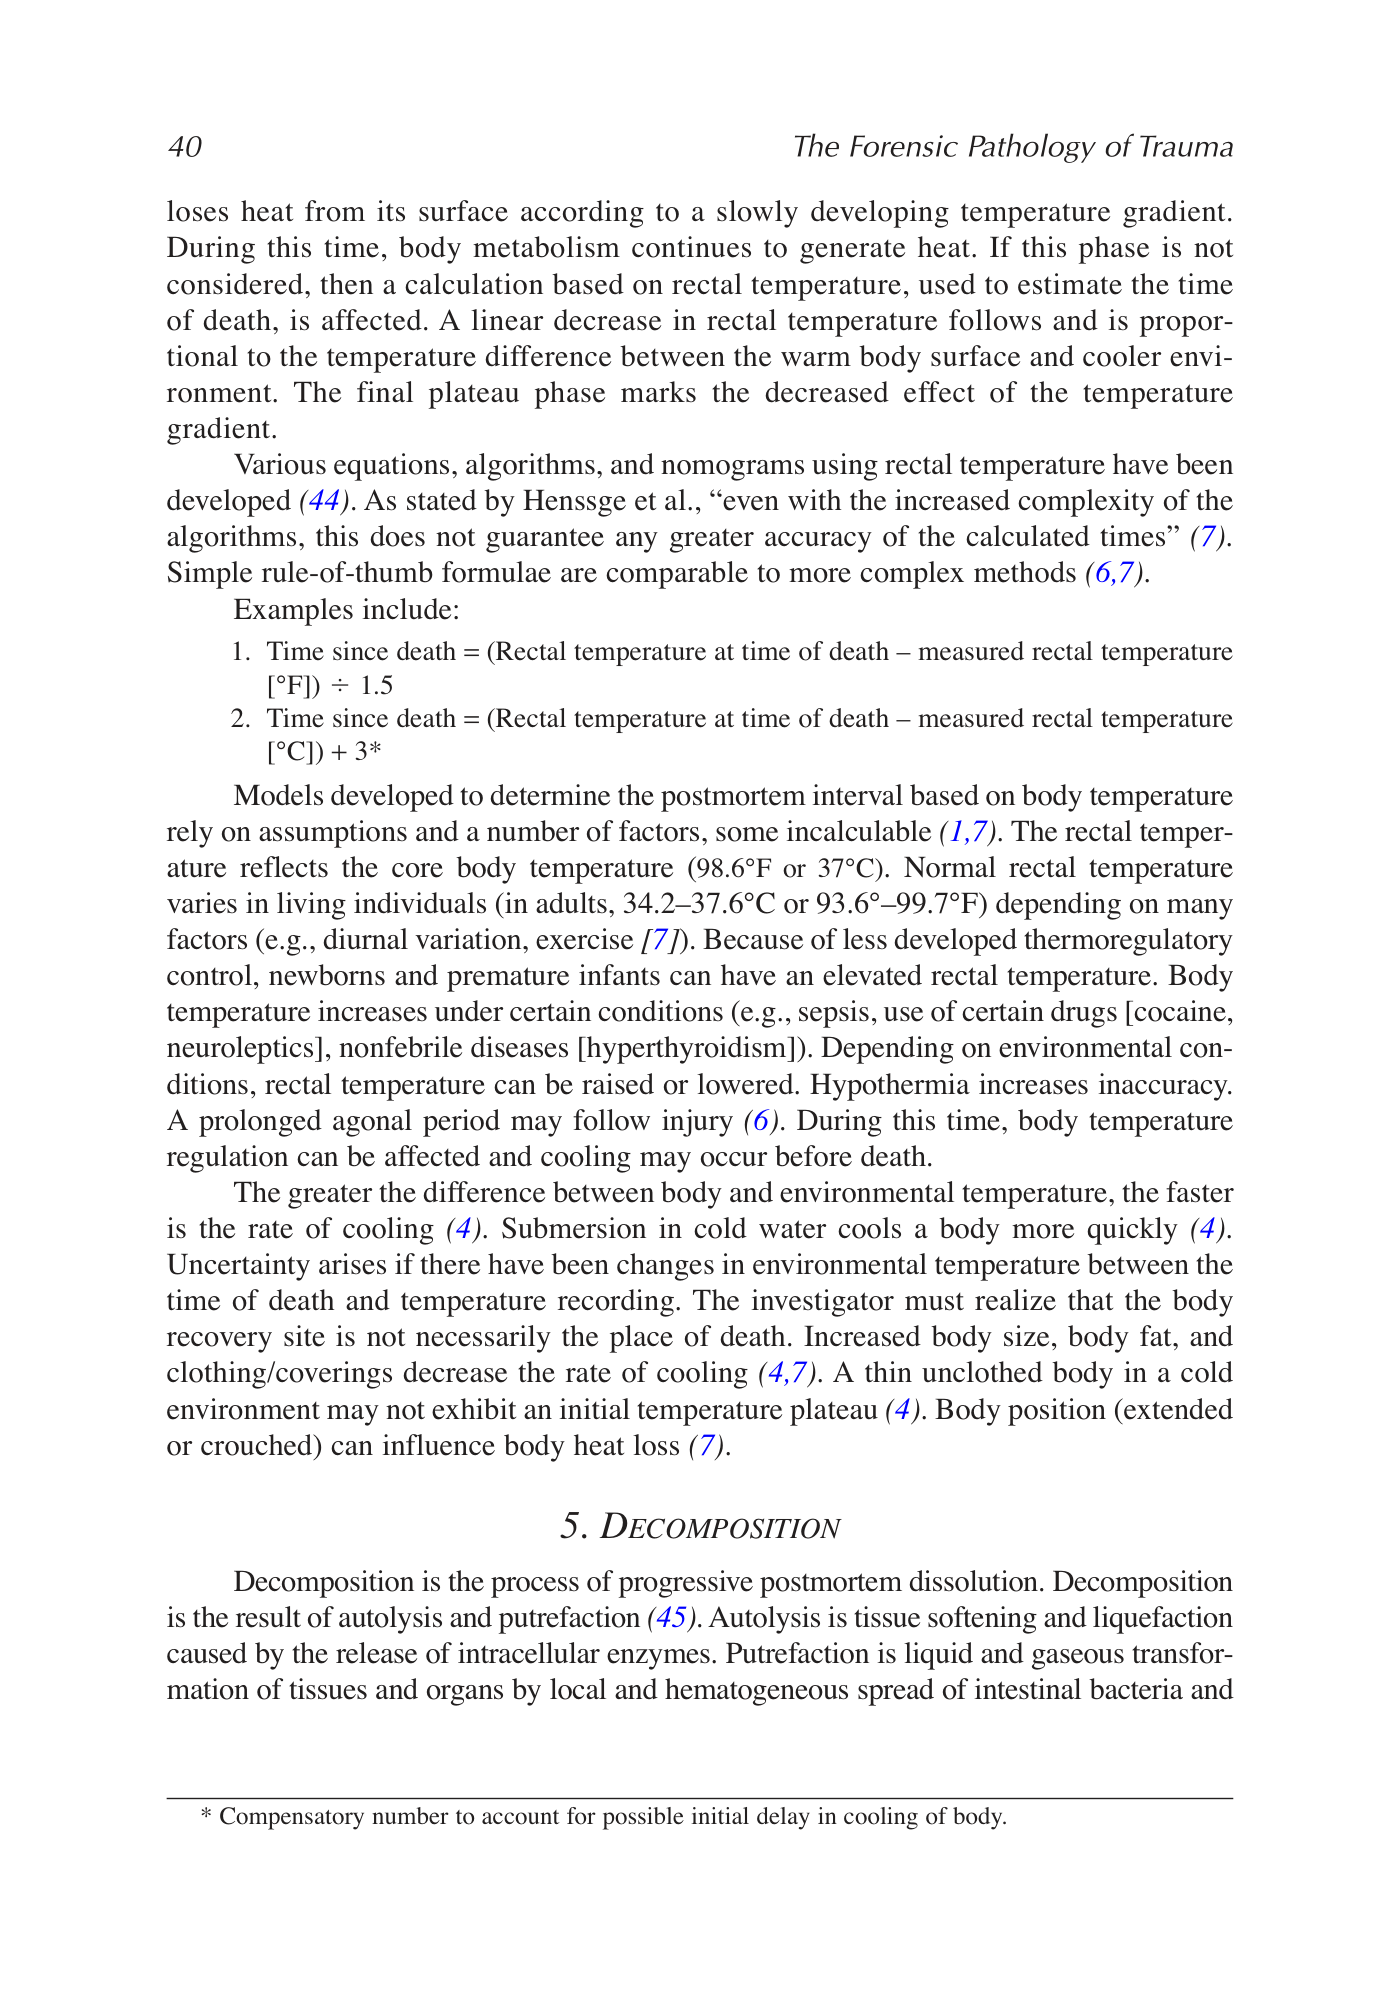 40 The Forensic Pathology of Trauma
loses heat from its surface according to a slowly developing temperature gradient.
During this time, body metabolism continues to generate heat. If this phase is not
considered, then a calculation based on rectal temperature, used to estimate the time
of death, is affected. A linear decrease in rectal temperature follows and is propor-
tional to the temperature difference between the warm body surface and cooler envi-
ronment. The final plateau phase marks the decreased effect of the temperature
gradient.
Various equations, algorithms, and nomograms using rectal temperature have been
developed (44). As stated by Henssge et al., “even with the increased complexity of the
algorithms, this does not guarantee any greater accuracy of the calculated times” (7).
Simple rule-of-thumb formulae are comparable to more complex methods (6,7).
Examples include:
1. Time since death = (Rectal temperature at time of death – measured rectal temperature
[°F]) ÷ 1.5
2. Time since death = (Rectal temperature at time of death – measured rectal temperature
[°C]) + 3*
Models developed to determine the postmortem interval based on body temperature
rely on assumptions and a number of factors, some incalculable (1,7). The rectal temper-
ature reflects the core body temperature (98.6°F or 37°C). Normal rectal temperature
varies in living individuals (in adults, 34.2–37.6°C or 93.6°–99.7°F) depending on many
factors (e.g., diurnal variation, exercise [7]). Because of less developed thermoregulatory
control, newborns and premature infants can have an elevated rectal temperature. Body
temperature increases under certain conditions (e.g., sepsis, use of certain drugs [cocaine,
neuroleptics], nonfebrile diseases [hyperthyroidism]). Depending on environmental con-
ditions, rectal temperature can be raised or lowered. Hypothermia increases inaccuracy.
A prolonged agonal period may follow injury (6). During this time, body temperature
regulation can be affected and cooling may occur before death.
The greater the difference between body and environmental temperature, the faster
is the rate of cooling (4). Submersion in cold water cools a body more quickly (4).
Uncertainty arises if there have been changes in environmental temperature between the
time of death and temperature recording. The investigator must realize that the body
recovery site is not necessarily the place of death. Increased body size, body fat, and
clothing/coverings decrease the rate of cooling (4,7). A thin unclothed body in a cold
environment may not exhibit an initial temperature plateau (4). Body position (extended
or crouched) can influence body heat loss (7).
5. DECOMPOSITION
Decomposition is the process of progressive postmortem dissolution. Decomposition
is the result of autolysis and putrefaction (45). Autolysis is tissue softening and liquefaction
caused by the release of intracellular enzymes. Putrefaction is liquid and gaseous transfor-
mation of tissues and organs by local and hematogeneous spread of intestinal bacteria and
* Compensatory number to account for possible initial delay in cooling of body.